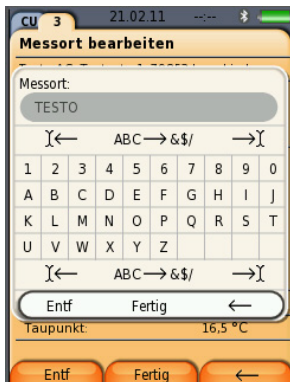 CU 3 21.02.11 --:--
Messort bearbeiten
Messort:
TESTO
ABC → &$/
1 2 3 4 5 6 7 8 9 0
A B C D E F G H I J
K L M N O P Q R S T
U V W X Y Z
ABC → &$/
Entf Fertig ←
Taupunkt: 16,5 °C
Entf Fertig ←